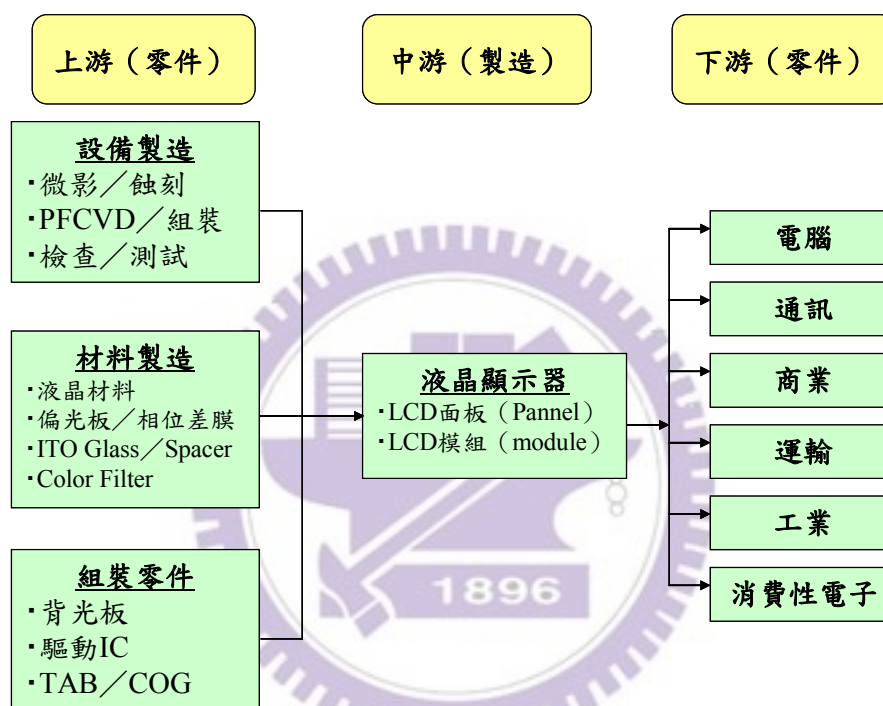 上游（零件）
中游（製造）
下游（零件）
設備製造
·微影／蝕刻
·PFCVD／組裝
·檢查／測試
材料製造
·液晶材料
·偏光板／相位差膜
·ITO Glass／Spacer
·Color Filter
組裝零件
·背光板
·驅動IC
·TAB／COG
液晶顯示器
·LCD面板（Pannel）
·LCD模組（module）
電腦
通訊
商業
運輸
工業
消費性電子
1896